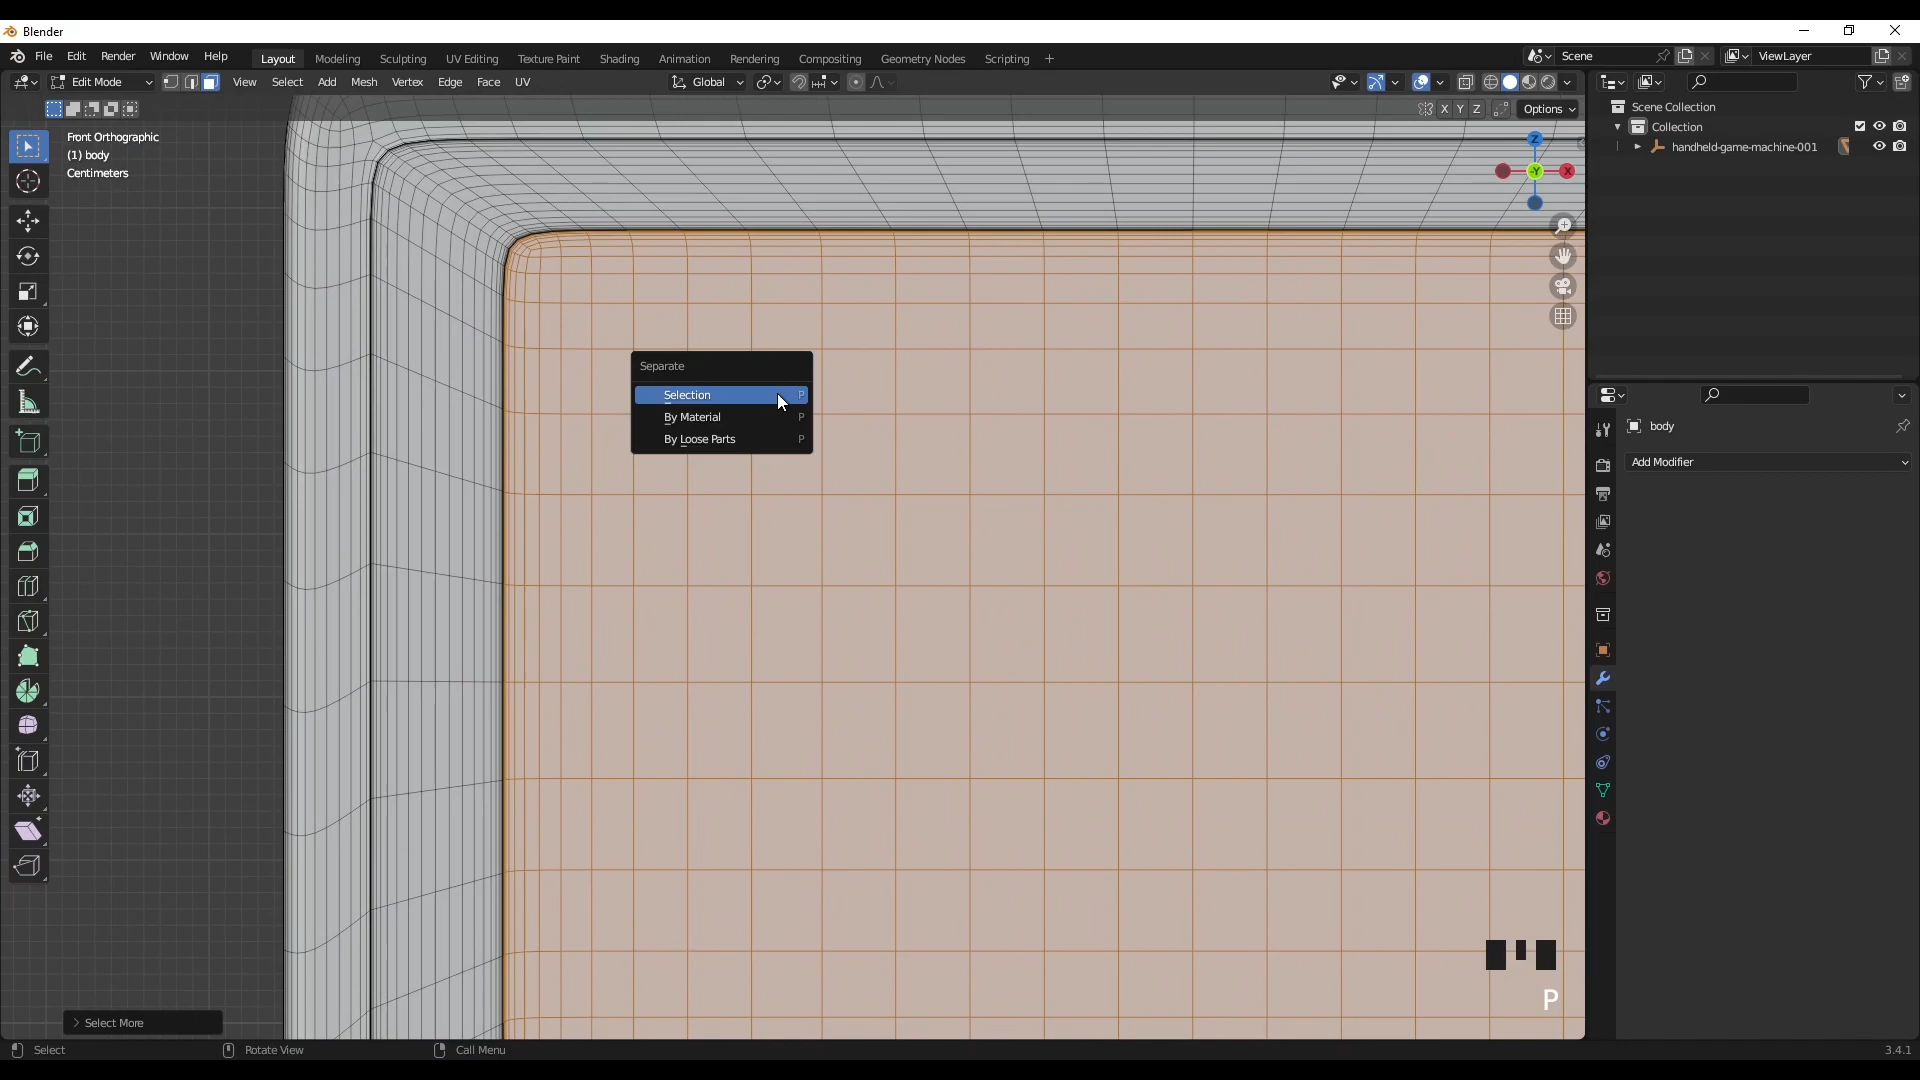 Blender
File Edit Render Window Help Layout Modeling Sculpting UV Editing Texture Paint Shading Animation Rendering Compositing Geometry Nodes Scripting + Scene ViewLayer
Edit Mode View Select Add Mesh Vertex Edge Face UV Global
X Y Z Options
Scene Collection
Collection
handheld-game-machine-001
Front Orthographic
(1) body
Centimeters
Z
-Y
X
Separate
Selection P
By Material P
By Loose Parts P
body
Add Modifier
P
Select More
Select Rotate View Call Menu 3.4.1